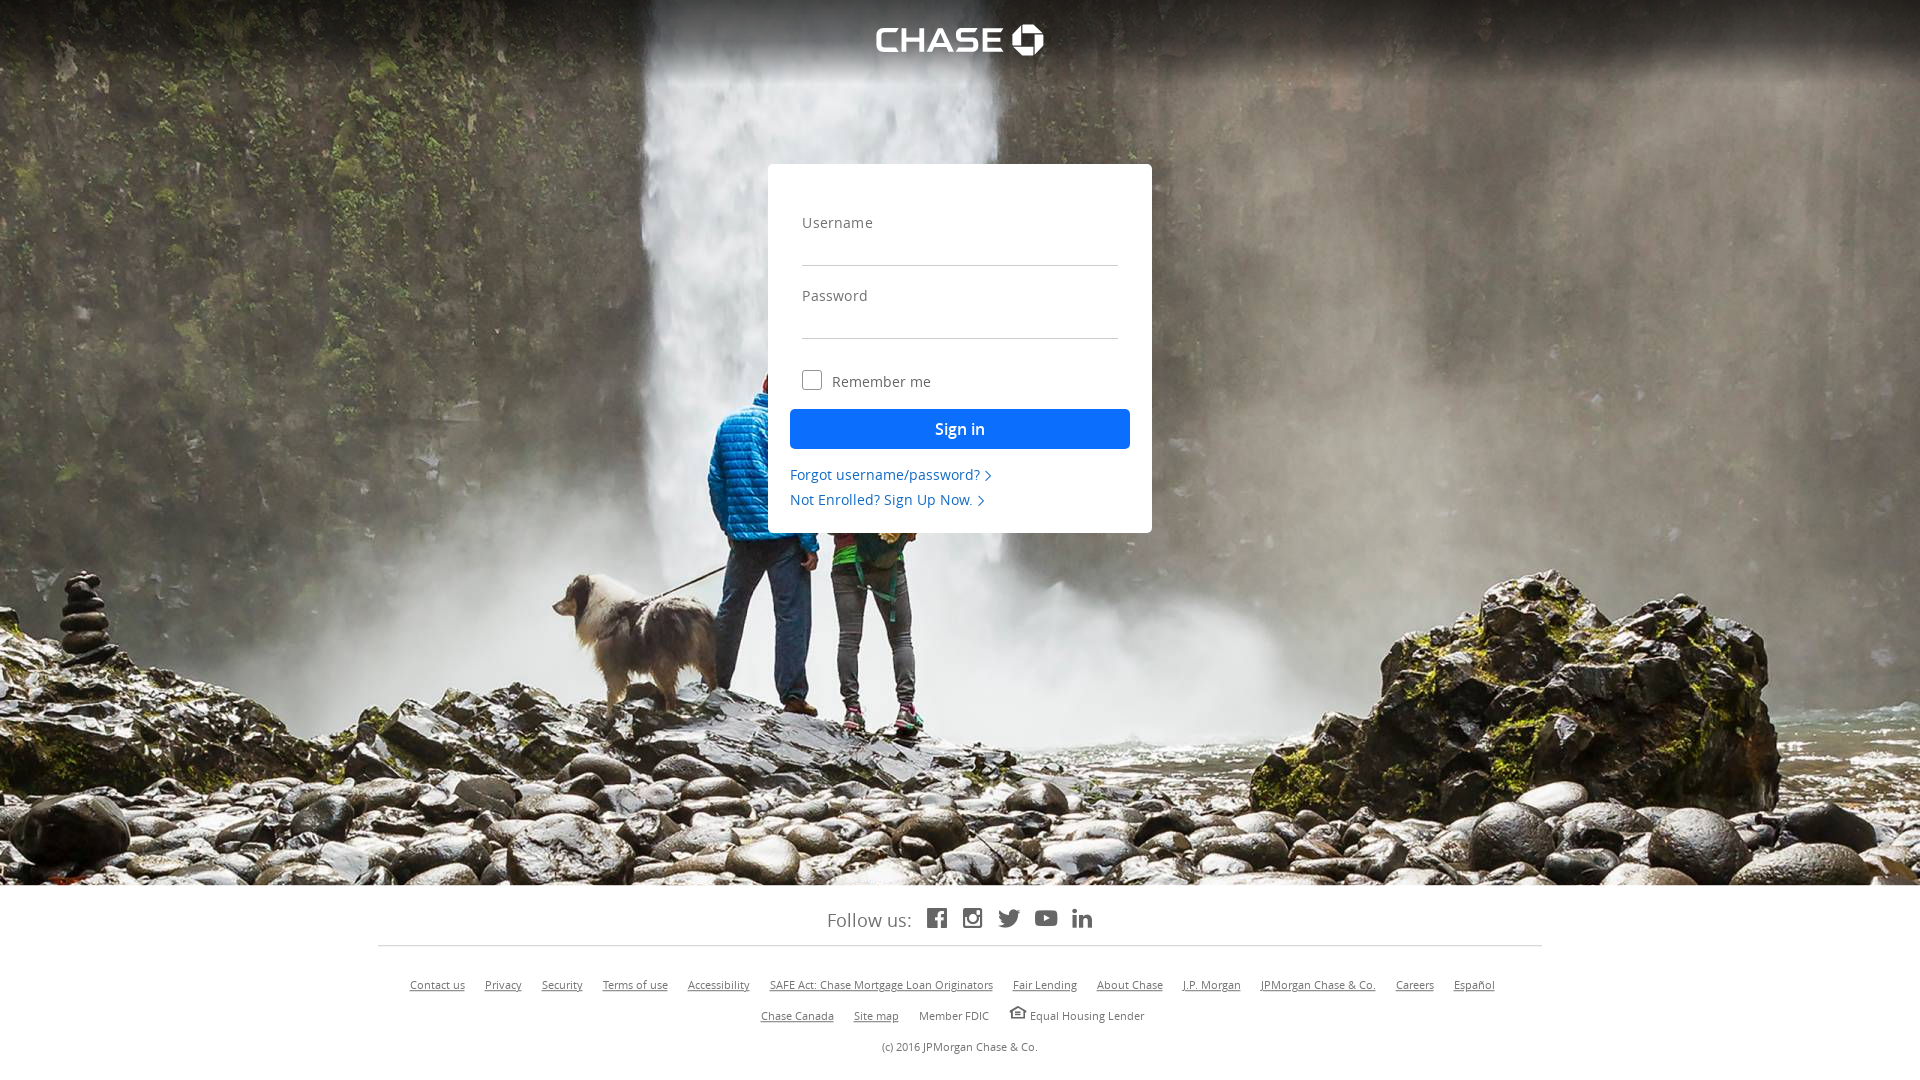 CHASE
Username
Password
Remember me
Sign in
Forgot username/password?
Not Enrolled? Sign Up Now.
Follow us:
Contact us Privacy Security Terms of use Accessibility SAFE Act: Chase Mortgage Loan Originators Fair Lending About Chase J.P. Morgan JPMorgan Chase & Co. Careers Español
Chase Canada Site map Member FDIC Equal Housing Lender
(c) 2016 JPMorgan Chase & Co.